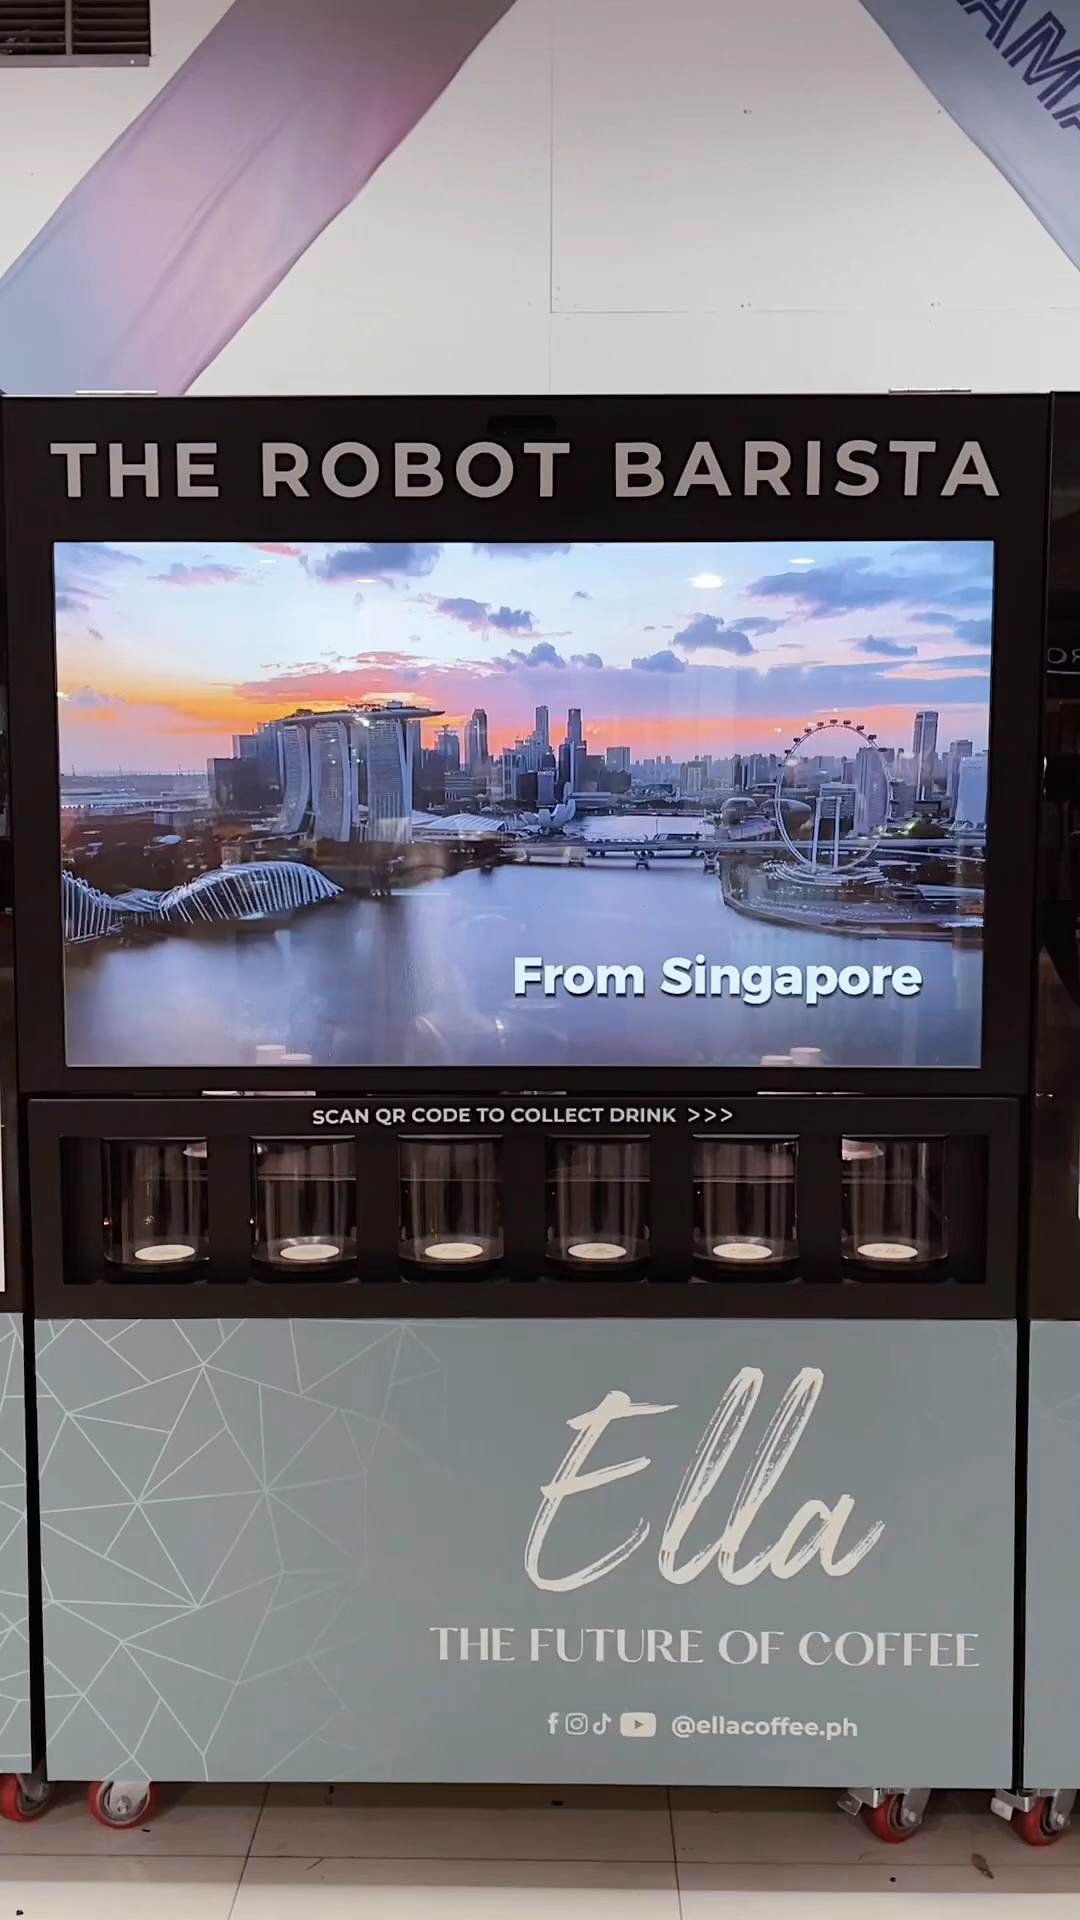 THE ROBOT BARISTA
From Singapore
SCAN QR CODE TO COLLECT DRINK >>>
Ella
THE FUTURE OF COFFEE
@ellacoffee.ph